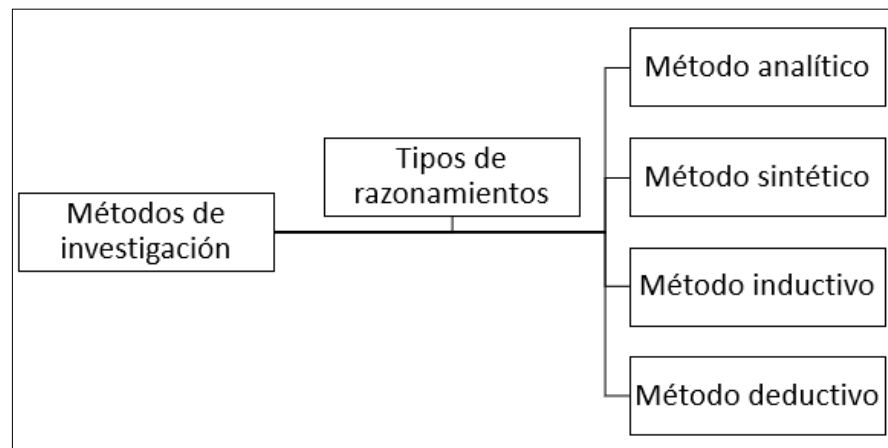 Métodos de
investigación
Tipos de
razonamientos
Método analítico
Método sintético
Método inductivo
Método deductivo